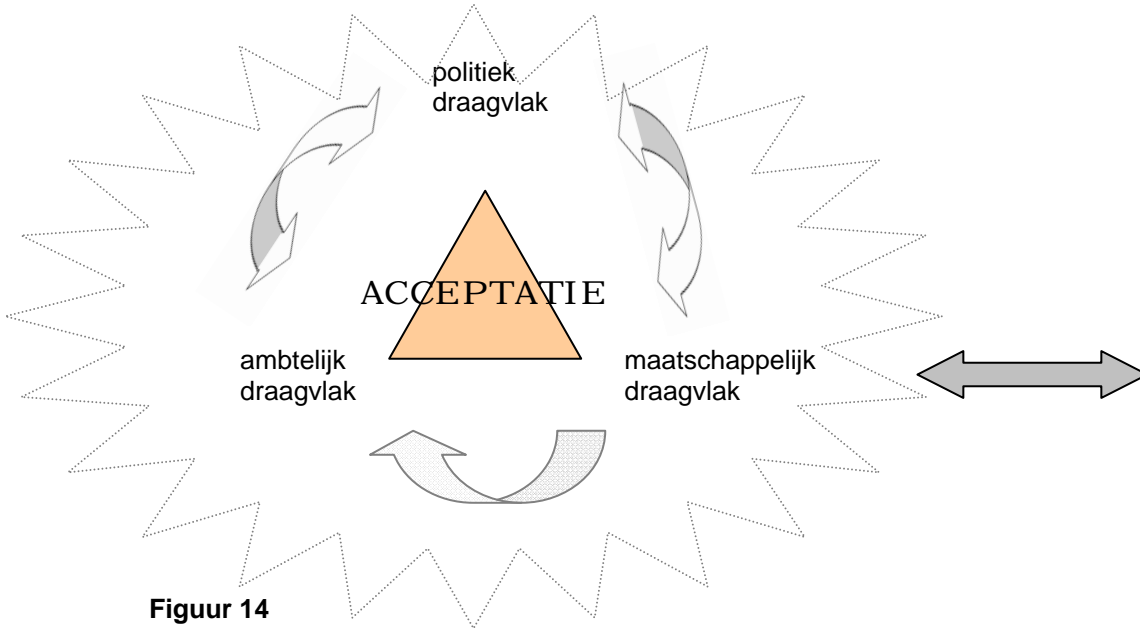 politiek
draagvlak
ACCEPTATIE
ambtelijk
draagvlak
maatschappelijk
draagvlak
Figuur 14